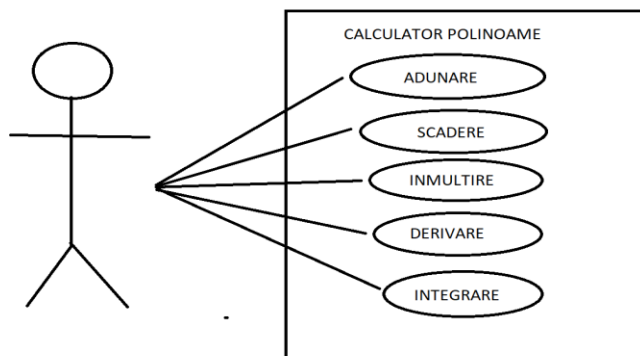 CALCULATOR POLINOAME
ADUNARE
SCADERE
INMULTIRE
DERIVARE
INTEGRARE